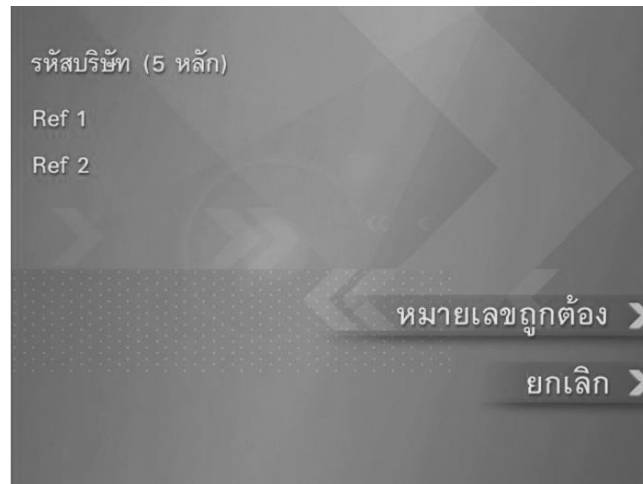 รหัสบริษัท (5 หลัก)
Ref 1
Ref 2
หมายเลขถูกต้อง
ยกเลิก